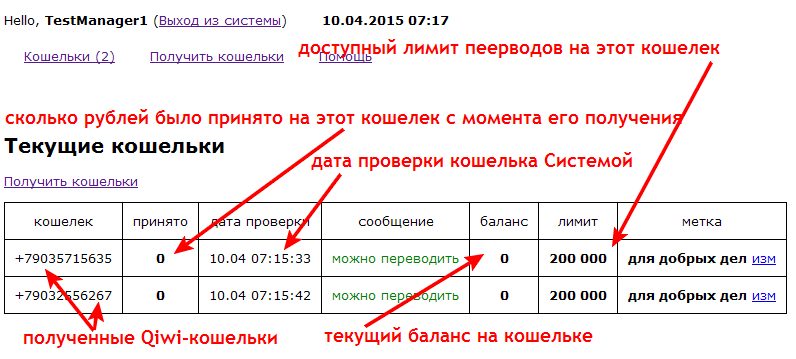 Hello, TestManager1 (Выход из системы) 10.04.2015 07:17
доступный лимит пеерводов на этот кошелек
Кошельки (2) Получить кошельки Помощь
сколько рублей было принято на этот кошелек с момента его получения
Текущие кошельки
дата проверки кошелька Системой
Получить кошельки
кошелек принято дата проверки сообщение баланс лимит метка
+79035715635 0 10.04 07:15:33 можно переводить 0 200 000 для добрых дел изм
+79032556267 0 10.04 07:15:42 можно переводить 0 200 000 для добрых дел изм
полученные Qiwi-кошельки
текущий баланс на кошельке